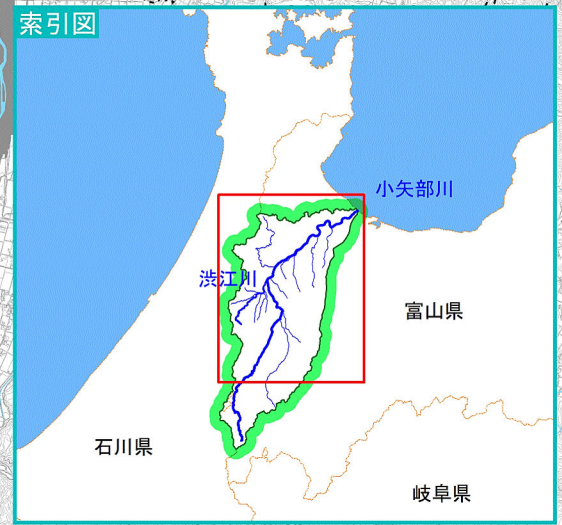 索引図
小矢部川
渋江川
富山県
石川県
岐阜県